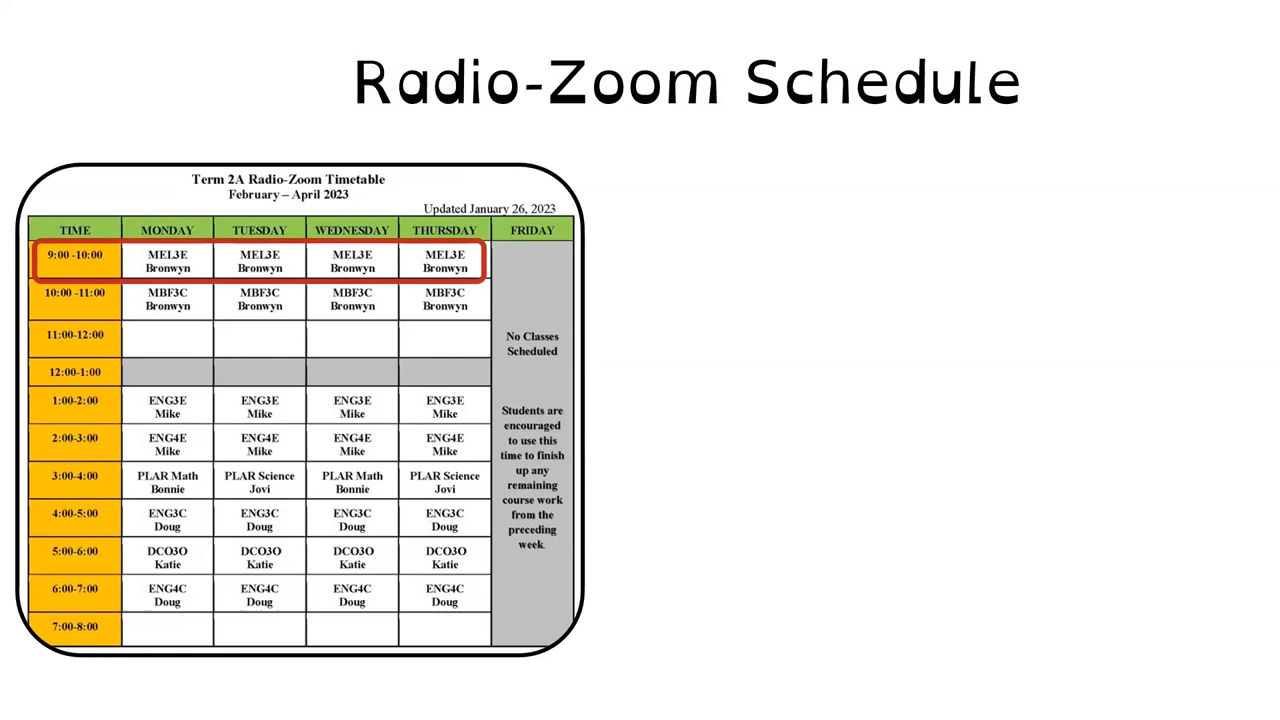 Radio-Zoom Schedule
Term 2A Radio-Zoom Timetable
February – April 2023
Updated January 26, 2023
TIME MONDAY TUESDAY WEDNESDAY THURSDAY FRIDAY
9:00 -10:00 MEL3E MEL3E MEL3E MEL3E
Bronwyn Bronwyn Bronwyn Bronwyn
10:00 -11:00 MBF3C MBF3C MBF3C MBF3C
Bronwyn Bronwyn Bronwyn Bronwyn
11:00-12:00
12:00-1:00
1:00-2:00 ENG3E ENG3E ENG3E ENG3E
Mike Mike Mike Mike
2:00-3:00 ENG4E ENG4E ENG4E ENG4E
Mike Mike Mike Mike
3:00-4:00 PLAR Math PLAR Science PLAR Math PLAR Science
Bonnie Jovi Bonnie Jovi
4:00-5:00 ENG3C ENG3C ENG3C ENG3C
Doug Doug Doug Doug
5:00-6:00 DCO3O DCO3O DCO3O DCO3O
Katie Katie Katie Katie
6:00-7:00 ENG4C ENG4C ENG4C ENG4C
Doug Doug Doug Doug
7:00-8:00
No Classes
Scheduled
Students are
encouraged
to use this
time to finish
up any
remaining
course work
from the
preceding
week.